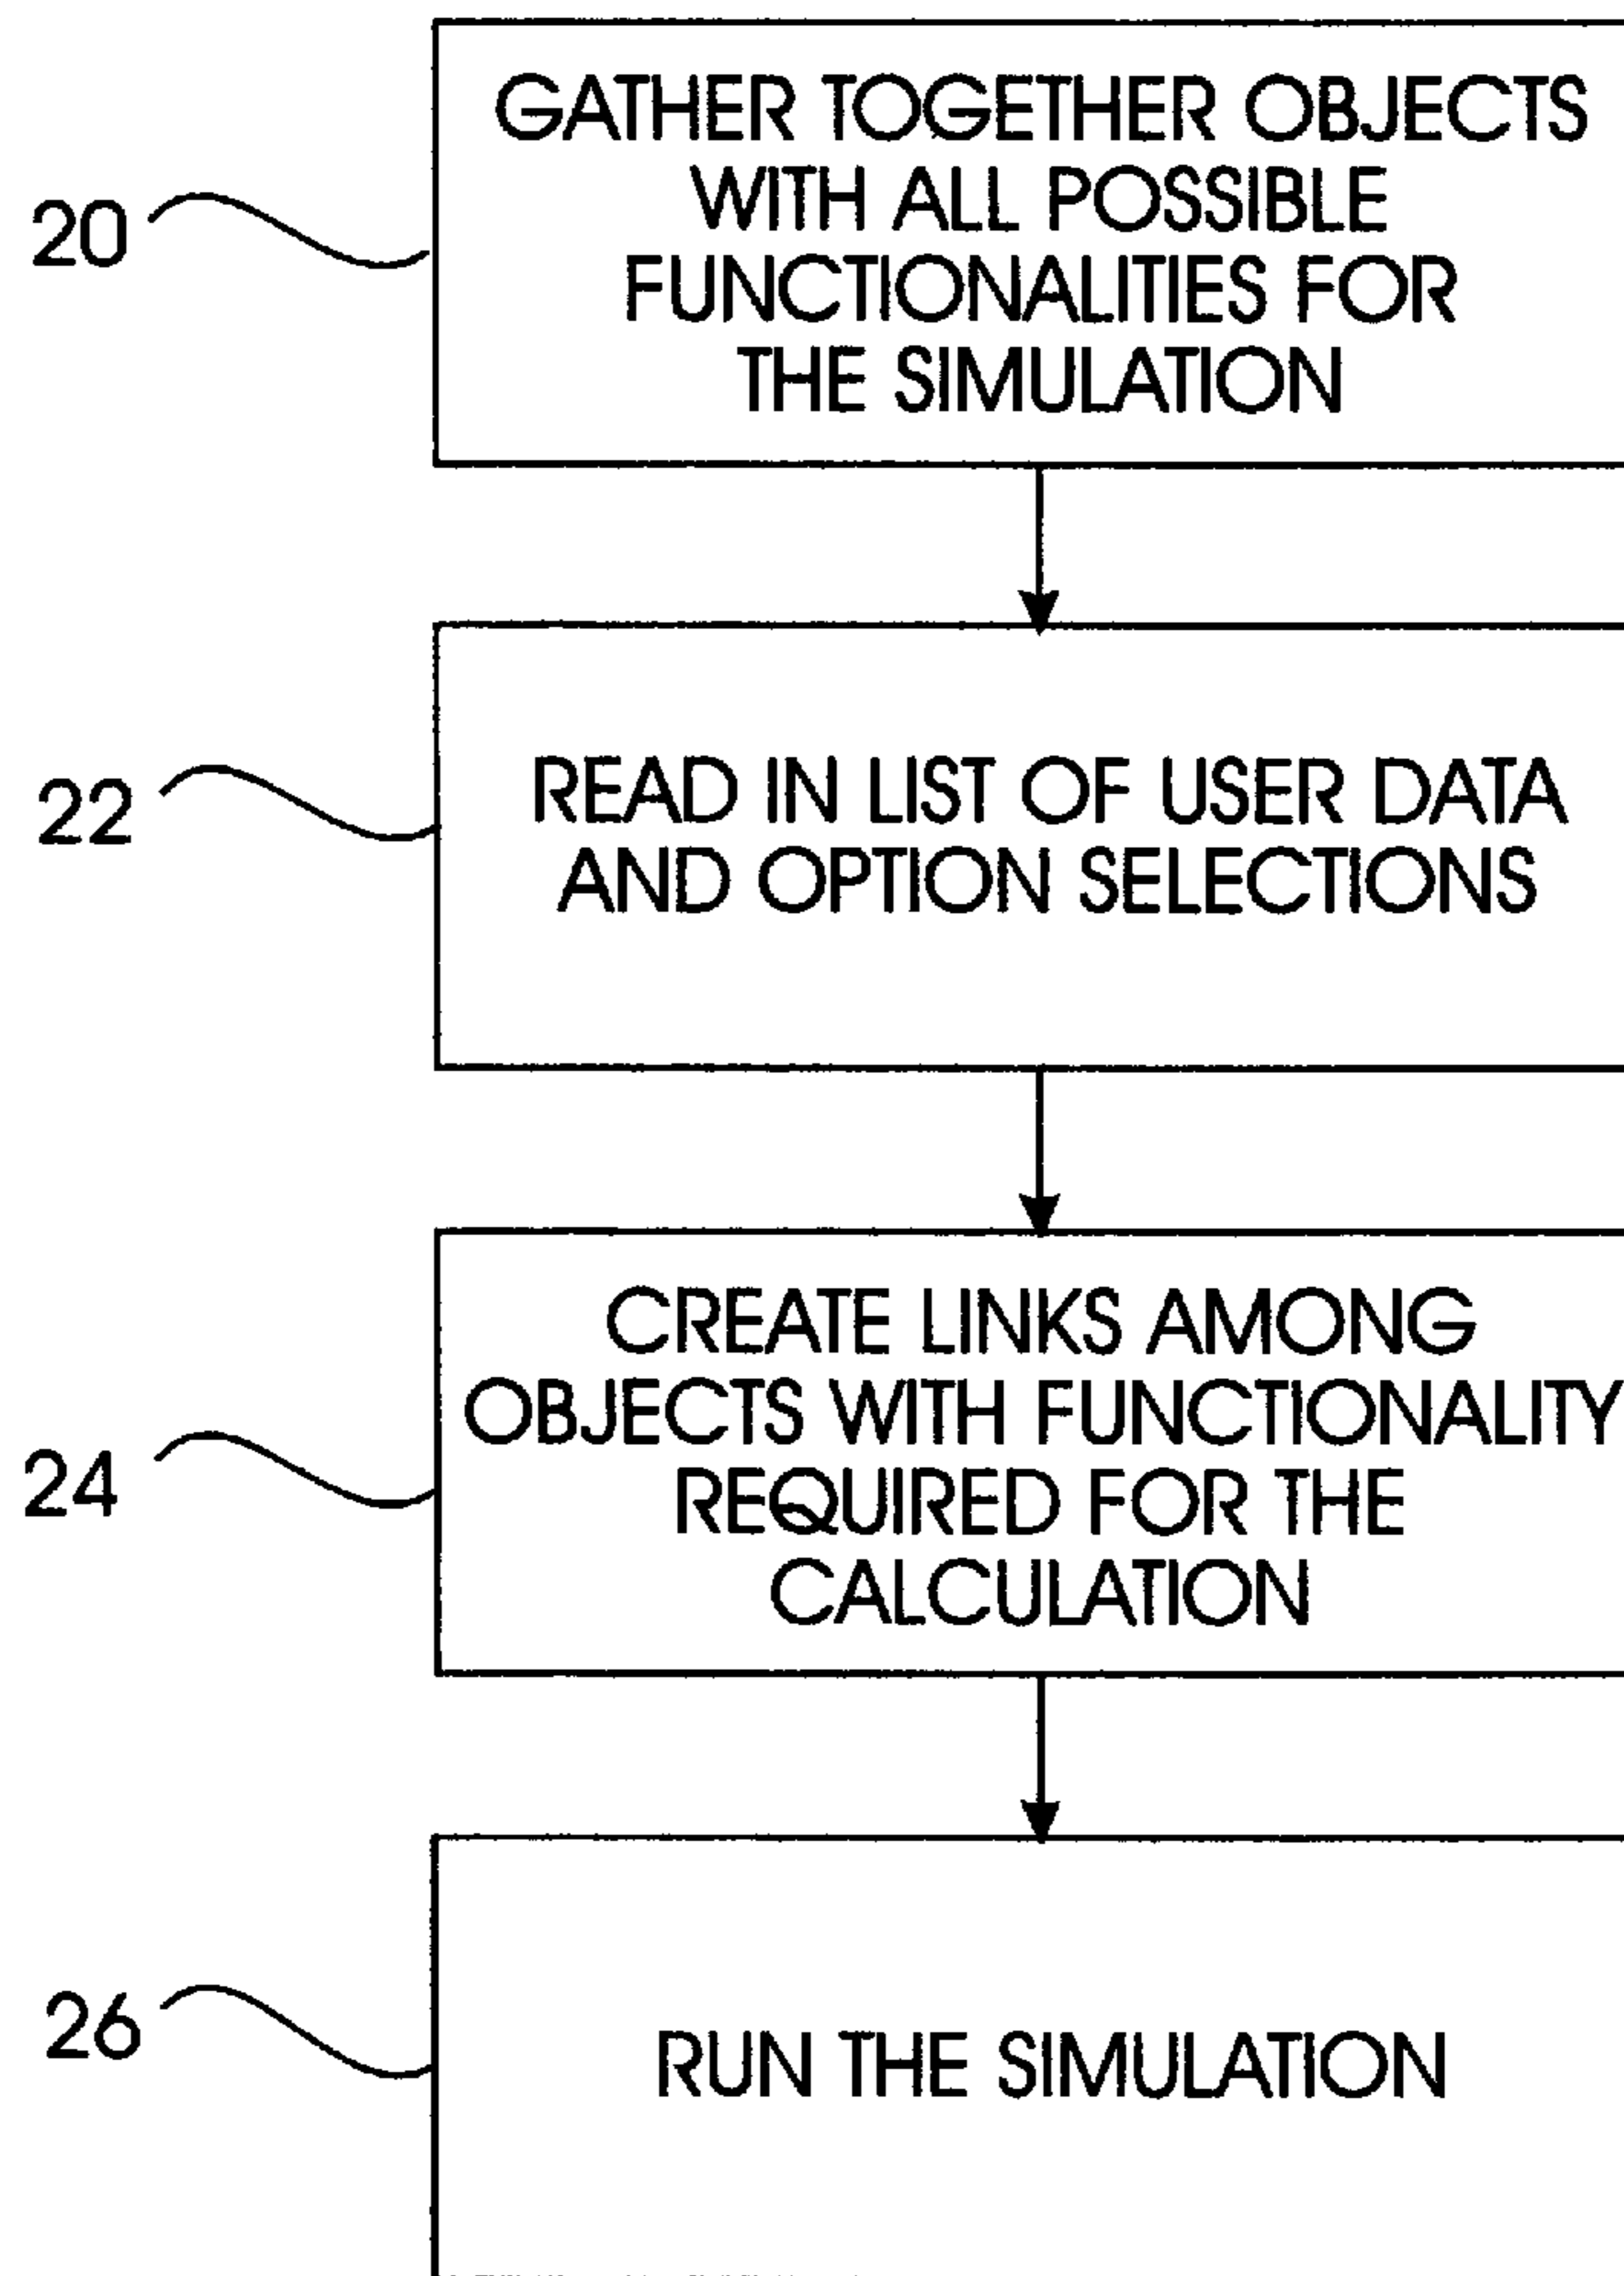 GATHER TOGETHER OBJECTS
WITH ALL POSSIBLE
FUNCTIONALITIES FOR
THE SIMULATION
20
READ IN LIST OF USER DATA
AND OPTION SELECTIONS
22
CREATE LINKS AMONG
OBJECTS WITH FUNCTIONALITY
REQUIRED FOR THE
CALCULATION
24
RUN THE SIMULATION
26